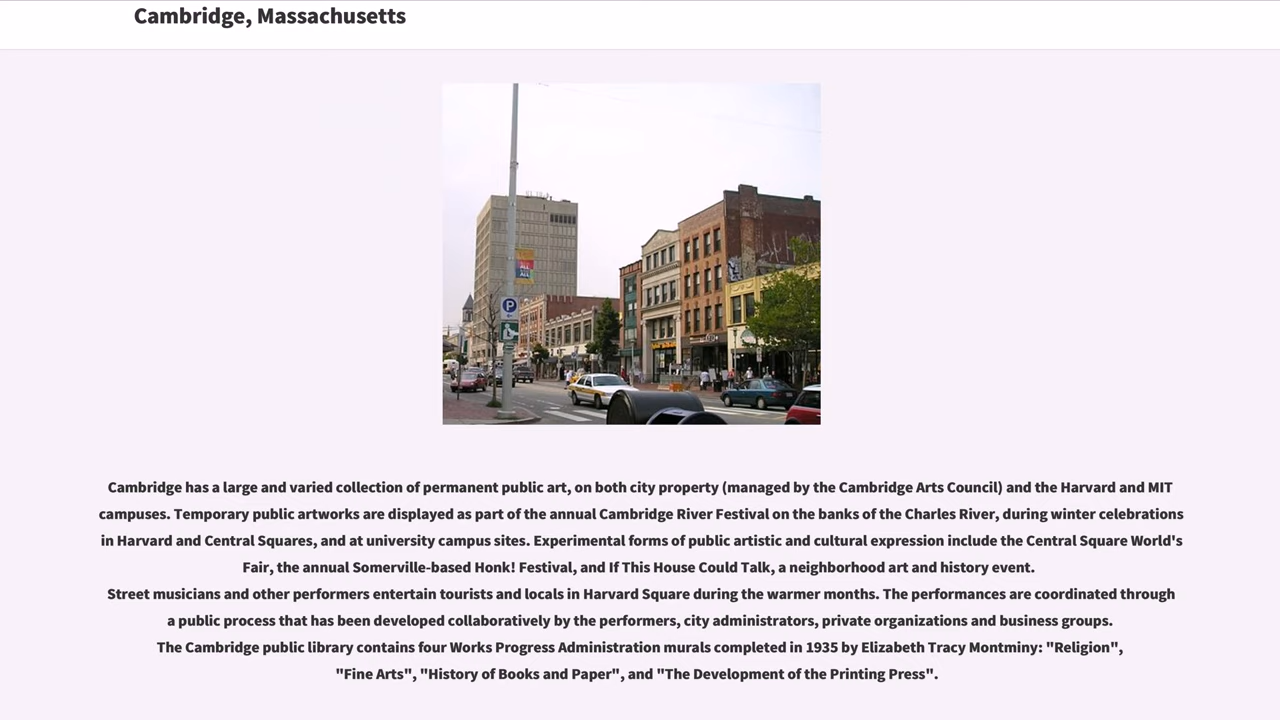 Cambridge, Massachusetts
P
Cambridge has a large and varied collection of permanent public art, on both city property (managed by the Cambridge Arts Council) and the Harvard and MIT
campuses. Temporary public artworks are displayed as part of the annual Cambridge River Festival on the banks of the Charles River, during winter celebrations
in Harvard and Central Squares, and at university campus sites. Experimental forms of public artistic and cultural expression include the Central Square World's
Fair, the annual Somerville-based Honk! Festival, and If This House Could Talk, a neighborhood art and history event.
Street musicians and other performers entertain tourists and locals in Harvard Square during the warmer months. The performances are coordinated through
a public process that has been developed collaboratively by the performers, city administrators, private organizations and business groups.
The Cambridge public library contains four Works Progress Administration murals completed in 1935 by Elizabeth Tracy Montminy: "Religion",
"Fine Arts", "History of Books and Paper", and "The Development of the Printing Press".